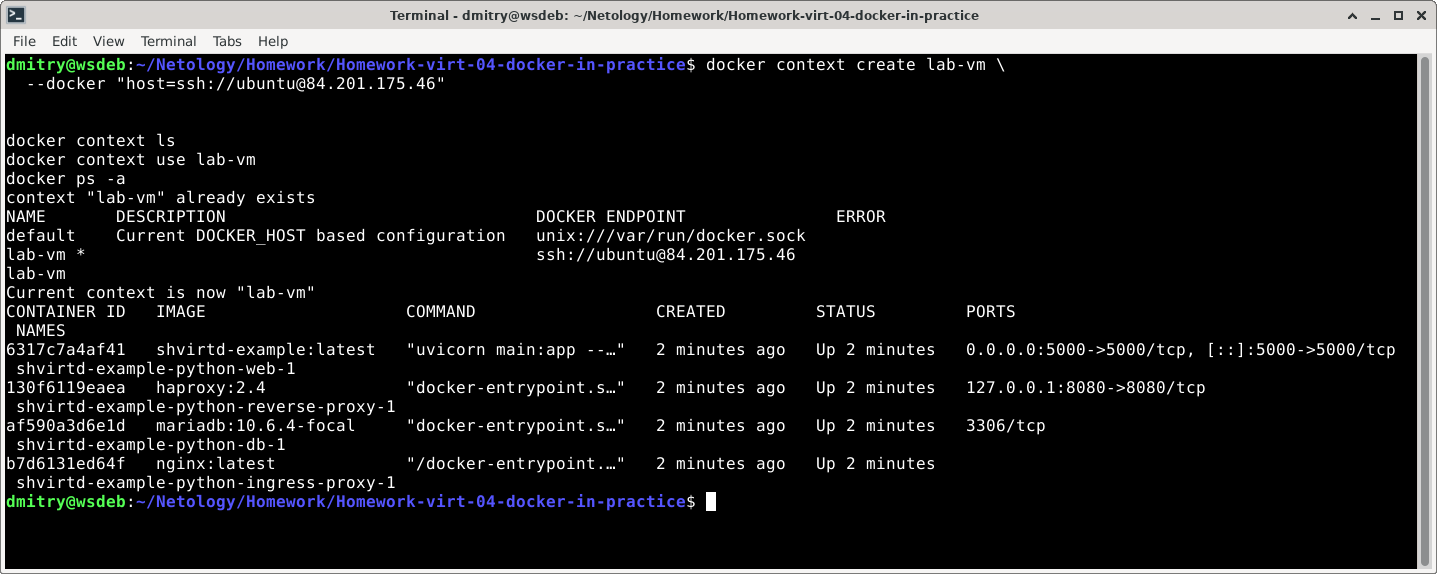 Terminal - dmitry@wsdeb: ~/Netology/Homework/Homework-virt-04-docker-in-practice
File Edit View Terminal Tabs Help
dmitry@wsdeb:~/Netology/Homework/Homework-virt-04-docker-in-practice$ docker context create lab-vm \
  --docker "host=ssh://ubuntu@84.201.175.46"
docker context ls
docker context use lab-vm
docker ps -a
context "lab-vm" already exists
NAME       DESCRIPTION                               DOCKER ENDPOINT               ERROR
default    Current DOCKER_HOST based configuration   unix:///var/run/docker.sock
lab-vm *                                             ssh://ubuntu@84.201.175.46
lab-vm
Current context is now "lab-vm"
CONTAINER ID   IMAGE                    COMMAND                  CREATED         STATUS         PORTS
 NAMES
6317c7a4af41   shvirtd-example:latest   "uvicorn main:app --…"   2 minutes ago   Up 2 minutes   0.0.0.0:5000->5000/tcp, [::]:5000->5000/tcp
 shvirtd-example-python-web-1
130f6119eaea   haproxy:2.4              "docker-entrypoint.s…"   2 minutes ago   Up 2 minutes   127.0.0.1:8080->8080/tcp
 shvirtd-example-python-reverse-proxy-1
af590a3d6e1d   mariadb:10.6.4-focal     "docker-entrypoint.s…"   2 minutes ago   Up 2 minutes   3306/tcp
 shvirtd-example-python-db-1
b7d6131ed64f   nginx:latest             "/docker-entrypoint.…"   2 minutes ago   Up 2 minutes
 shvirtd-example-python-ingress-proxy-1
dmitry@wsdeb:~/Netology/Homework/Homework-virt-04-docker-in-practice$